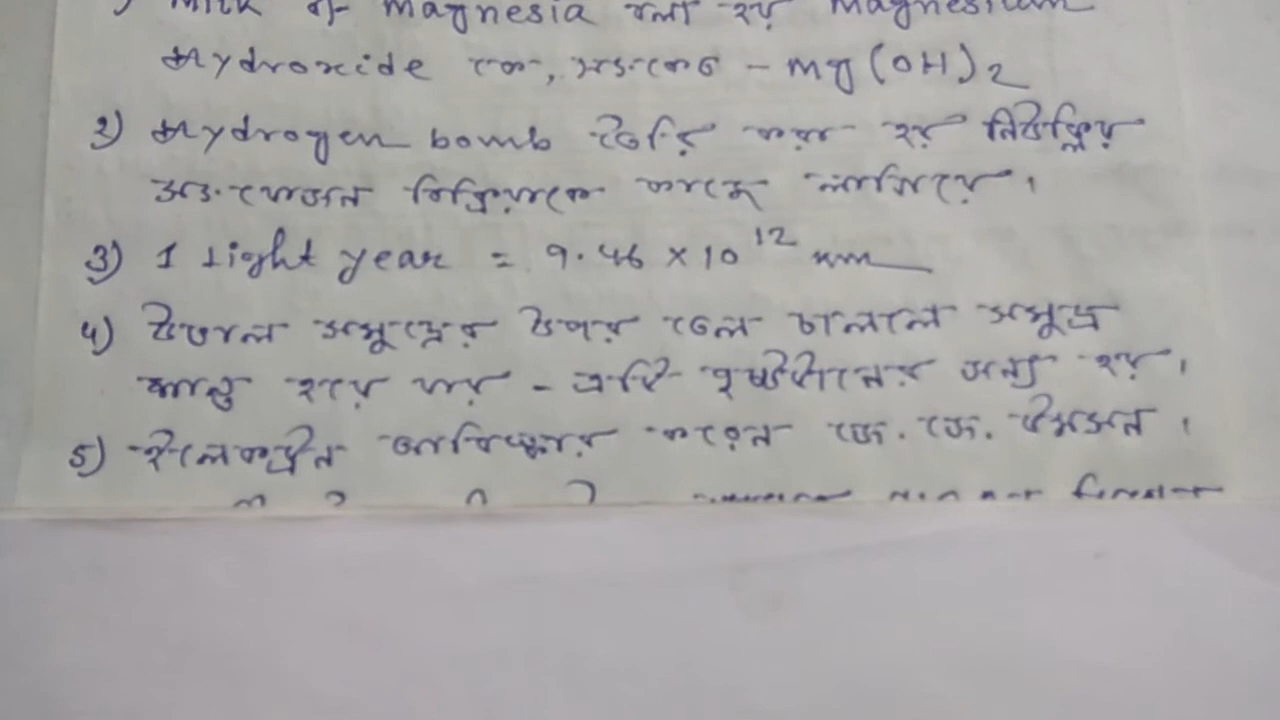 Milk of Magnesia বলা হয় Magnesium
Hydroxide কে, সংকেত - Mg(OH)2
2) Hydrogen bomb তৈরি করা হয় নিউক্লিয়
সংযোজন বিক্রিয়াকে কাজে লাগিয়ে।
3) 1 Light year = 9.46 × 10^12 km
4) উত্তাল সমুদ্রের উপর তেল ঢাললে সমুদ্র
শান্ত হয়ে যায় - এটি পৃষ্ঠটানের জন্য হয়।
5) ইলেকট্রন আবিষ্কার করেন জে. জে. টমসন।